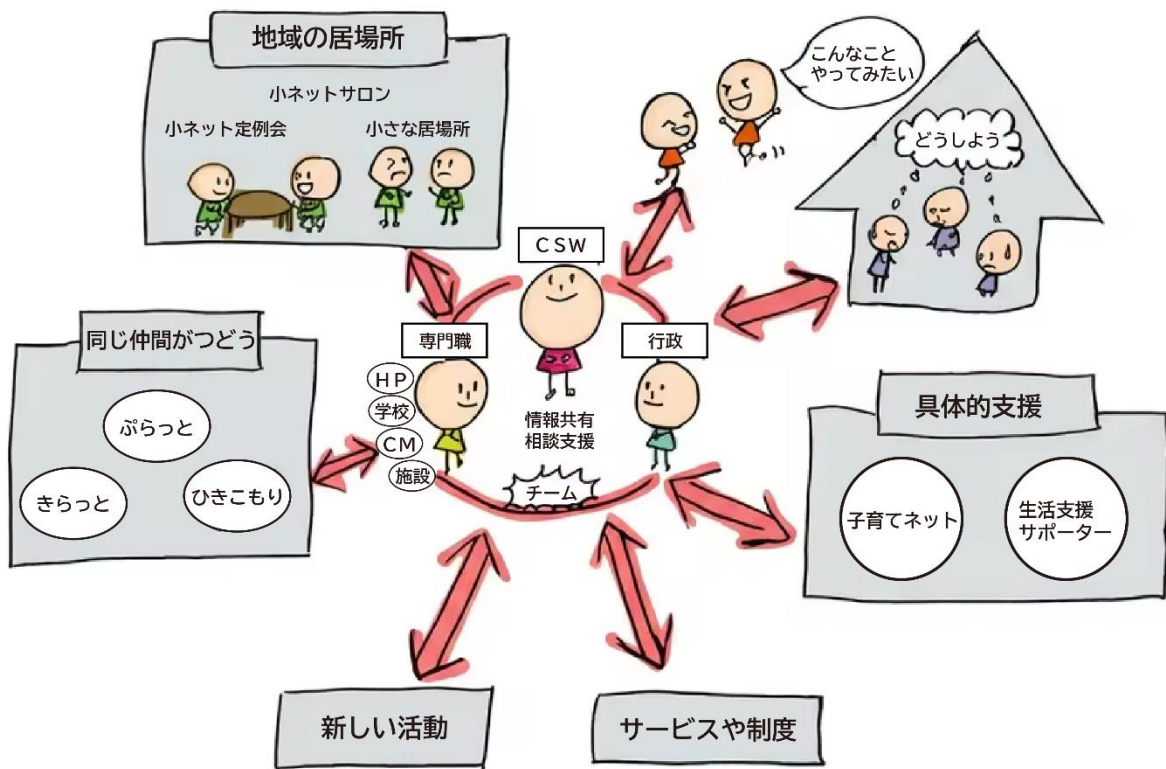 地域の居場所
小ネットサロン
小ネット定例会
小さな居場所
こんなこと
やってみたい
どうしよう
CSW
専門職
行政
HP
学校
CM
施設
情報共有
相談支援
チーム
同じ仲間がつどう
ぷらっと
きらっと
ひきこもり
具体的支援
子育てネット
生活支援
サポーター
新しい活動
サービスや制度